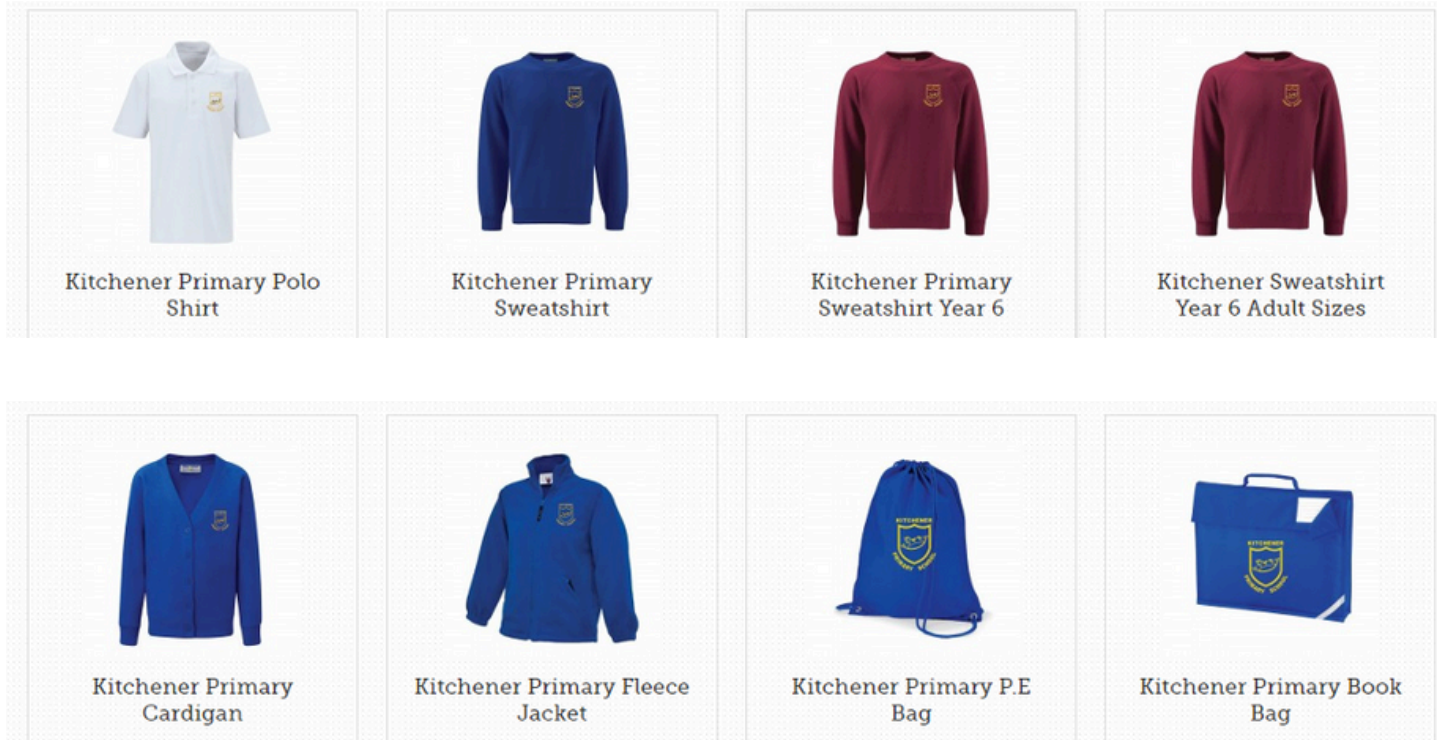 Kitchener Primary Polo
Shirt
Kitchener Primary
Sweatshirt
Kitchener Primary
Sweatshirt Year 6
Kitchener Sweatshirt
Year 6 Adult Sizes
Kitchener Primary
Cardigan
Kitchener Primary Fleece
Jacket
KITCHENER
PRIMARY SCHOOL
Kitchener Primary P.E
Bag
KITCHENER
PRIMARY SCHOOL
Kitchener Primary Book
Bag